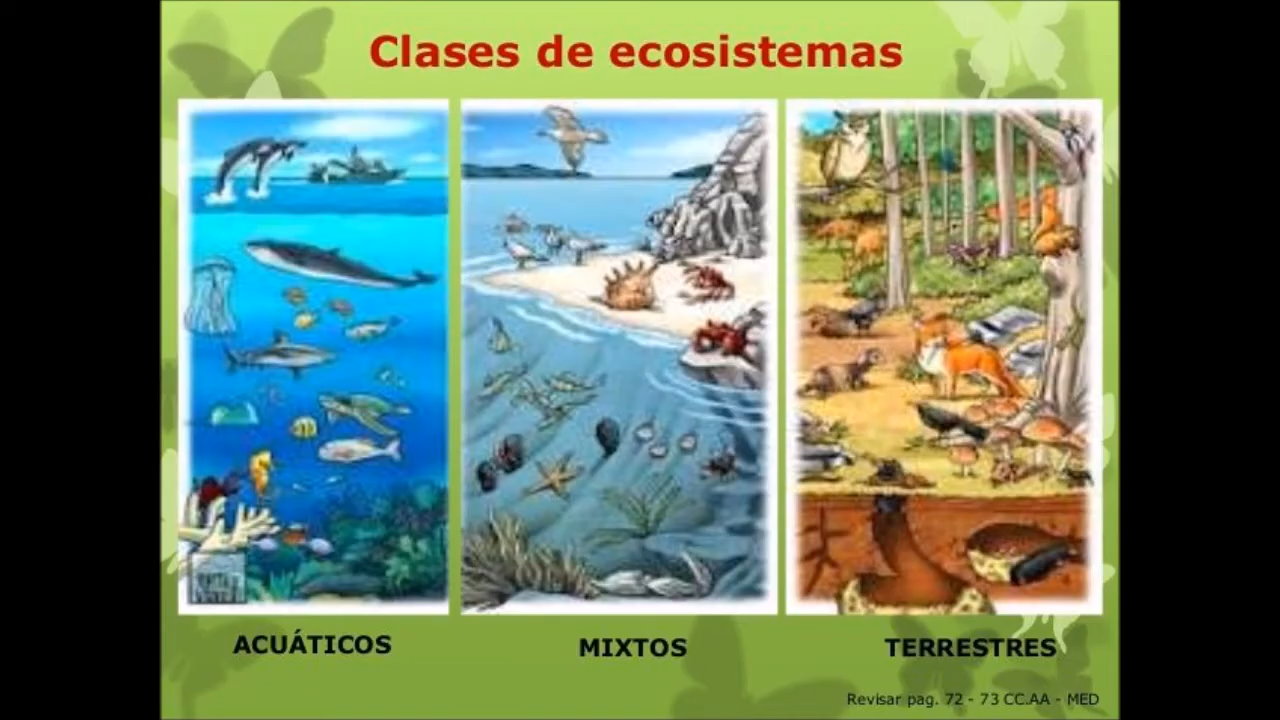 Clases de ecosistemas
ACUÁTICOS
MIXTOS
TERRESTRES
Revisar pag. 72 - 73 CC.AA - MED